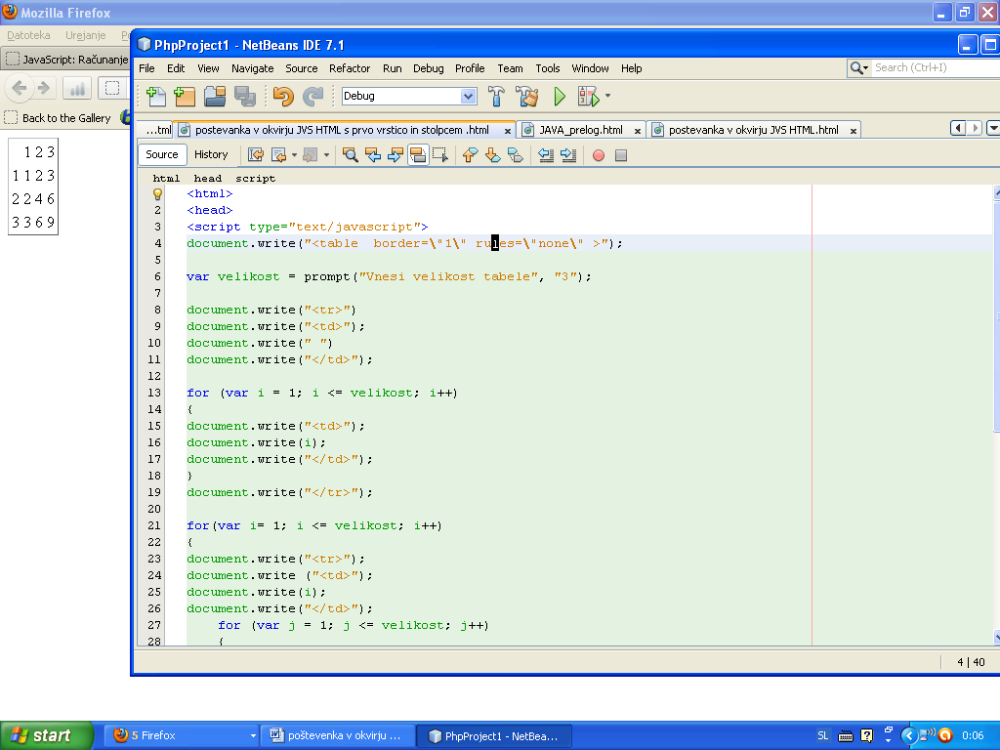 Mozilla Firefox
Datoteka Urejanje
JavaScript: Računanje
Back to the Gallery
1 2 3
1 1 2 3
2 2 4 6
3 3 6 9
PhpProject1 - NetBeans IDE 7.1
File Edit View Navigate Source Refactor Run Debug Profile Team Tools Window Help
Search (Ctrl+I)
Debug
...tml postevanka v okvirju JVS HTML s prvo vrstico in stolpcem .html JAVA_prelog.html postevanka v okvirju JVS HTML.html
Source History
html head script
<html>
2 <head>
3 <script type="text/javascript">
4 document.write("<table  border=\"1\" rules=\"none\" >");
5
6 var velikost = prompt("Vnesi velikost tabele", "3");
7
8 document.write("<tr>")
9 document.write("<td>");
10 document.write(" ")
11 document.write("</td>");
12
13 for (var i = 1; i <= velikost; i++)
14 {
15 document.write("<td>");
16 document.write(i);
17 document.write("</td>");
18 }
19 document.write("</tr>");
20
21 for(var i= 1; i <= velikost; i++)
22 {
23 document.write("<tr>");
24 document.write ("<td>");
25 document.write(i);
26 document.write("</td>");
27 for (var j = 1; j <= velikost; j++)
28 {
4 | 40
start 5 Firefox poštevanka v okvirju ... PhpProject1 - NetBea... SL 0:06